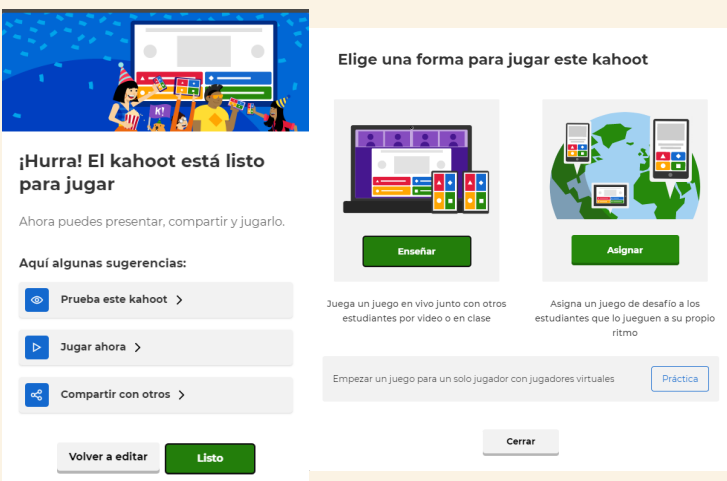 K!
¡Hurra! El kahoot está listo
para jugar
Ahora puedes presentar, compartir y jugarlo.
Aquí algunas sugerencias:
Prueba este kahoot
Jugar ahora
Compartir con otros
Volver a editar
Listo
Elige una forma para jugar este kahoot
Enseñar
Juega un juego en vivo junto con otros
estudiantes por video o en clase
Asignar
Asigna un juego de desafío a los
estudiantes que lo jueguen a su propio
ritmo
Empezar un juego para un solo jugador con jugadores virtuales
Práctica
Cerrar